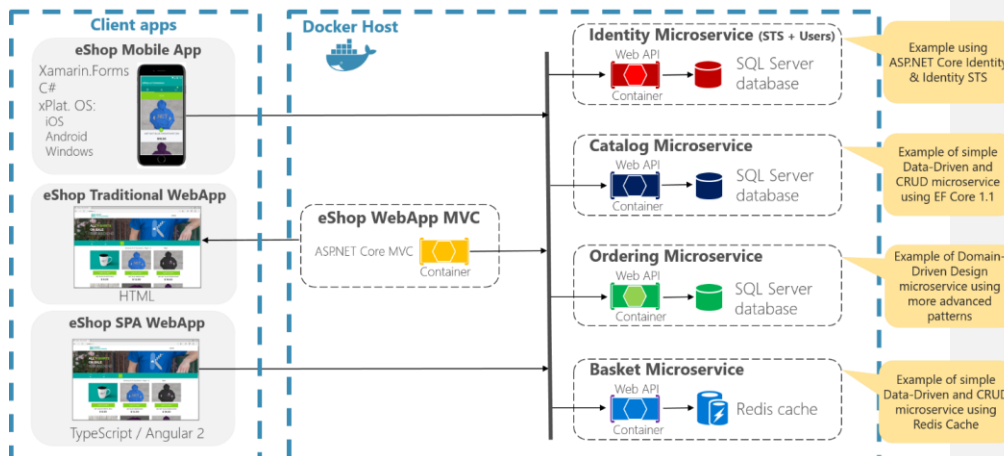 Client apps
eShop Mobile App
Xamarin.Forms
C#
xPlat. OS:
iOS
Android
Windows
eShop Traditional WebApp
HTML
eShop SPA WebApp
TypeScript / Angular 2
Docker Host
eShop WebApp MVC
ASP.NET Core MVC
Container
Identity Microservice (STS + Users)
Web API
Container
SQL Server
database
Catalog Microservice
Web API
Container
SQL Server
database
Ordering Microservice
Web API
Container
SQL Server
database
Basket Microservice
Web API
Container
Redis cache
Example using
ASP.NET Core Identity
& Identity STS
Example of simple
Data-Driven and
CRUD microservice
using EF Core 1.1
Example of Domain-
Driven Design
microservice using
more advanced
patterns
Example of simple
Data-Driven and CRUD
microservice using
Redis Cache